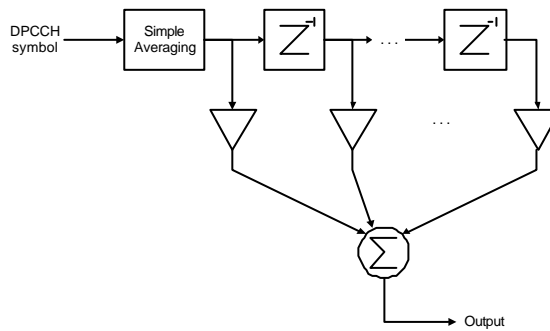 DPCCH
symbol
Simple
Averaging
Z⁻¹
. . .
Z⁻¹
. . .
Σ
Output